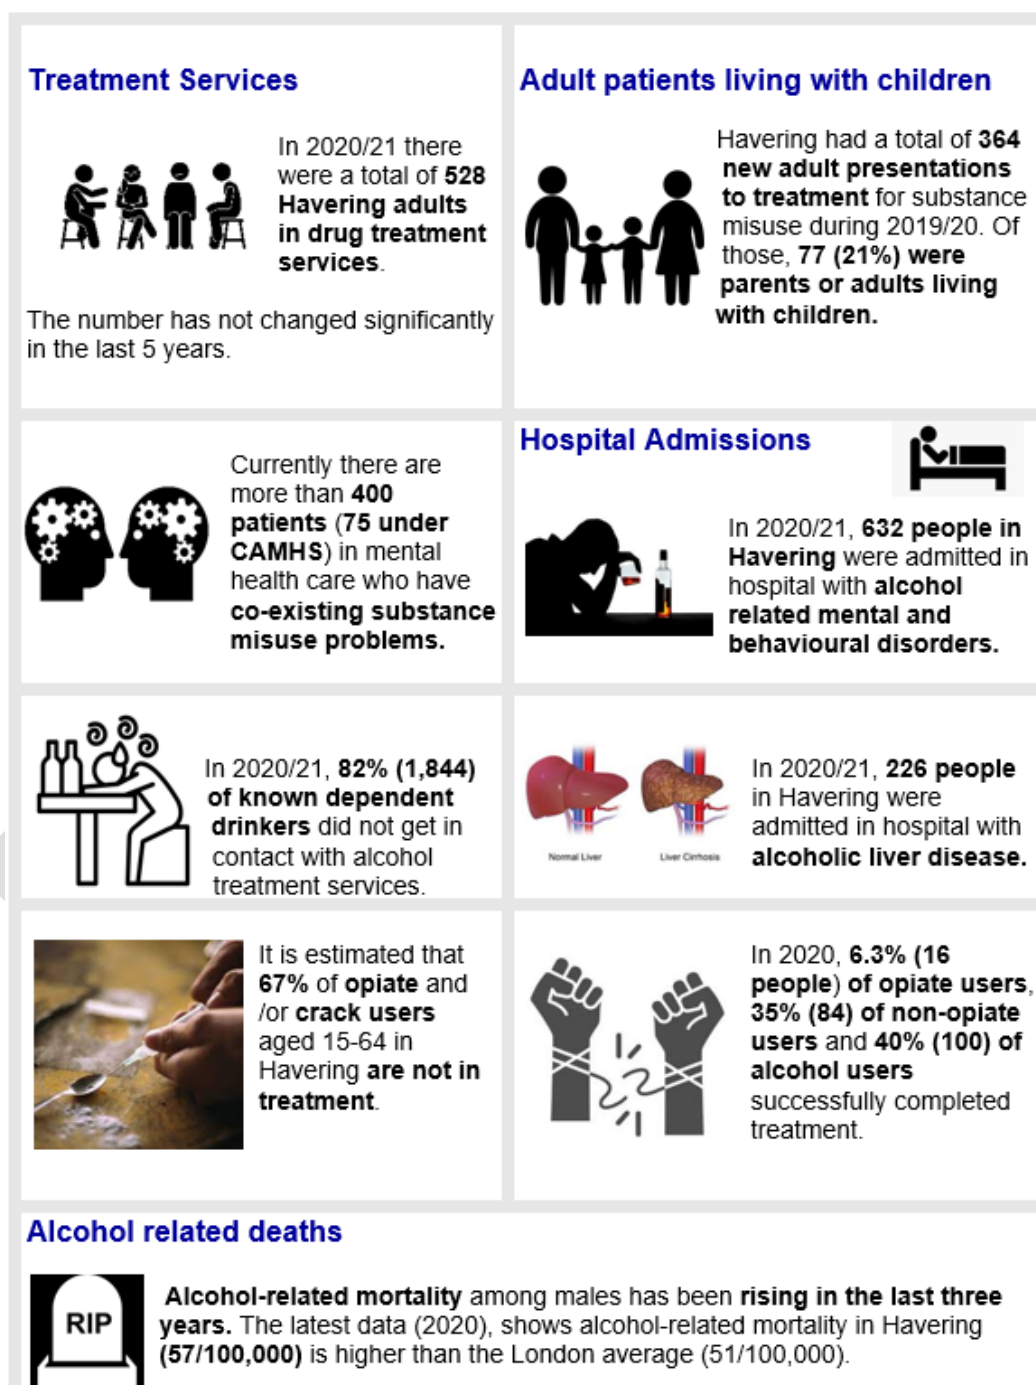 Treatment Services
In 2020/21 there
were a total of 528
Havering adults
in drug treatment
services.
The number has not changed significantly
in the last 5 years.
Adult patients living with children
Havering had a total of 364
new adult presentations
to treatment for substance
misuse during 2019/20. Of
those, 77 (21%) were
parents or adults living
with children.
Currently there are
more than 400
patients (75 under
CAMHS) in mental
health care who have
co-existing substance
misuse problems.
Hospital Admissions
In 2020/21, 632 people in
Havering were admitted in
hospital with alcohol
related mental and
behavioural disorders.
In 2020/21, 82% (1,844)
of known dependent
drinkers did not get in
contact with alcohol
treatment services.
Normal Liver
Liver Cirrhosis
In 2020/21, 226 people
in Havering were
admitted in hospital with
alcoholic liver disease.
It is estimated that
67% of opiate and
/or crack users
aged 15-64 in
Havering are not in
treatment.
In 2020, 6.3% (16
people) of opiate users,
35% (84) of non-opiate
users and 40% (100) of
alcohol users
successfully completed
treatment.
Alcohol related deaths
RIP
Alcohol-related mortality among males has been rising in the last three
years. The latest data (2020), shows alcohol-related mortality in Havering
(57/100,000) is higher than the London average (51/100,000).